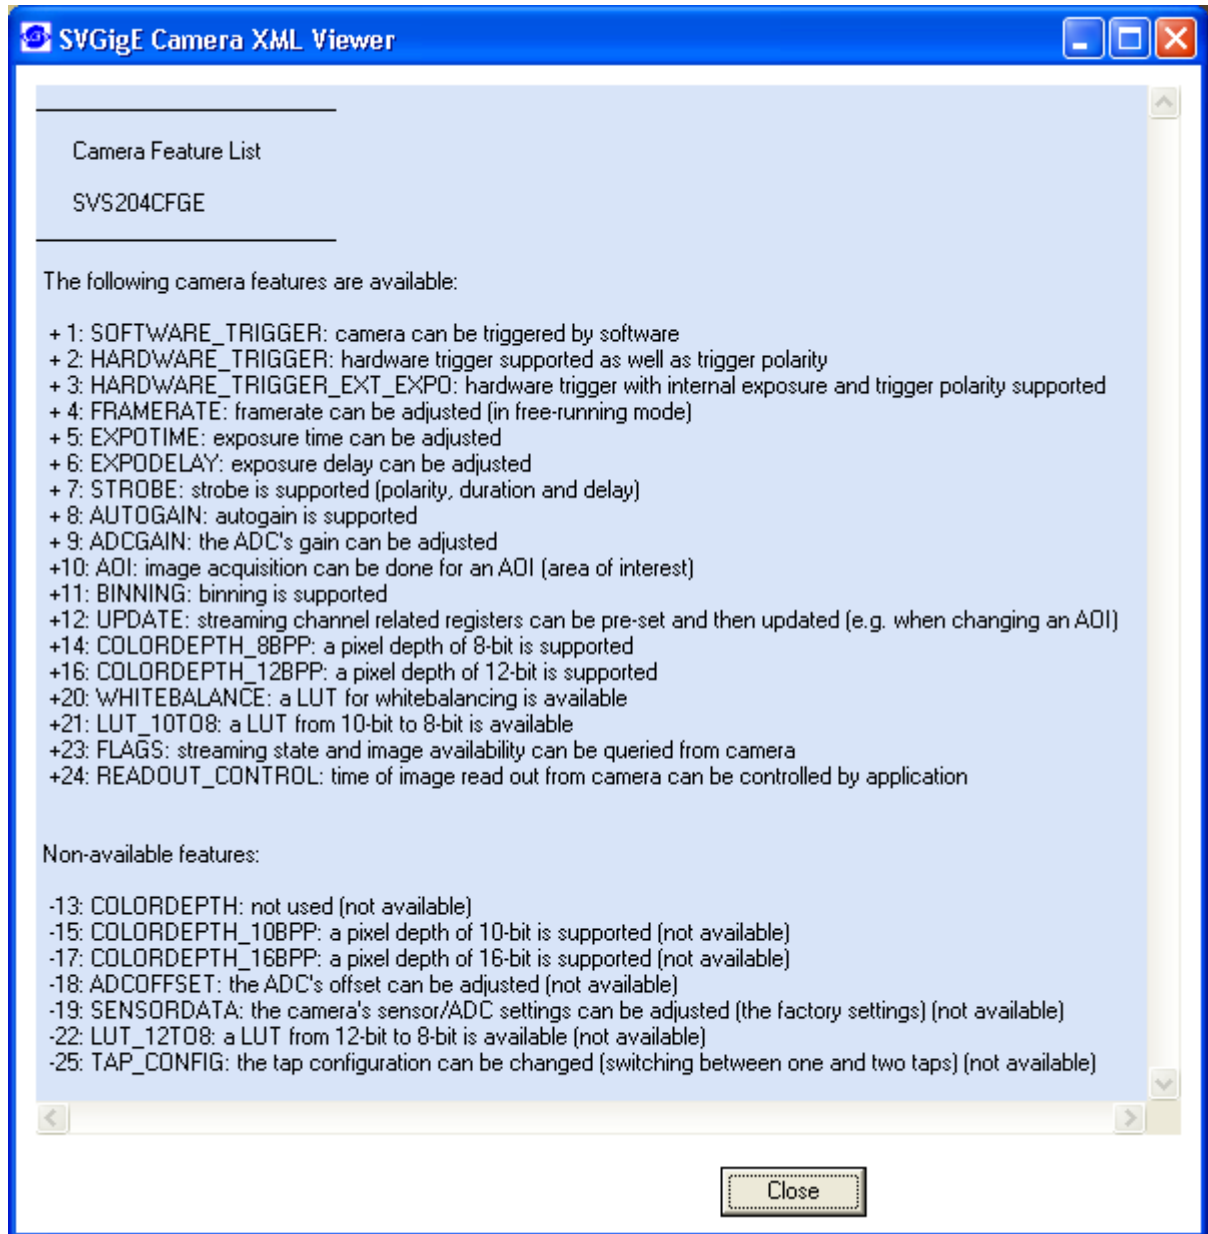 SVGigE Camera XML Viewer
Camera Feature List
SVS204CFGE
The following camera features are available:
+ 1: SOFTWARE_TRIGGER: camera can be triggered by software
+ 2: HARDWARE_TRIGGER: hardware trigger supported as well as trigger polarity
+ 3: HARDWARE_TRIGGER_EXT_EXPO: hardware trigger with internal exposure and trigger polarity supported
+ 4: FRAMERATE: framerate can be adjusted (in free-running mode)
+ 5: EXPOTIME: exposure time can be adjusted
+ 6: EXPODELAY: exposure delay can be adjusted
+ 7: STROBE: strobe is supported (polarity, duration and delay)
+ 8: AUTOGAIN: autogain is supported
+ 9: ADCGAIN: the ADC's gain can be adjusted
+10: AOI: image acquisition can be done for an AOI (area of interest)
+11: BINNING: binning is supported
+12: UPDATE: streaming channel related registers can be pre-set and then updated (e.g. when changing an AOI)
+14: COLORDEPTH_8BPP: a pixel depth of 8-bit is supported
+16: COLORDEPTH_12BPP: a pixel depth of 12-bit is supported
+20: WHITEBALANCE: a LUT for whitebalancing is available
+21: LUT_10TO8: a LUT from 10-bit to 8-bit is available
+23: FLAGS: streaming state and image availability can be queried from camera
+24: READOUT_CONTROL: time of image read out from camera can be controlled by application
Non-available features:
-13: COLORDEPTH: not used (not available)
-15: COLORDEPTH_10BPP: a pixel depth of 10-bit is supported (not available)
-17: COLORDEPTH_16BPP: a pixel depth of 16-bit is supported (not available)
-18: ADCOFFSET: the ADC's offset can be adjusted (not available)
-19: SENSORDATA: the camera's sensor/ADC settings can be adjusted (the factory settings) (not available)
-22: LUT_12TO8: a LUT from 12-bit to 8-bit is available (not available)
-25: TAP_CONFIG: the tap configuration can be changed (switching between one and two taps) (not available)
Close